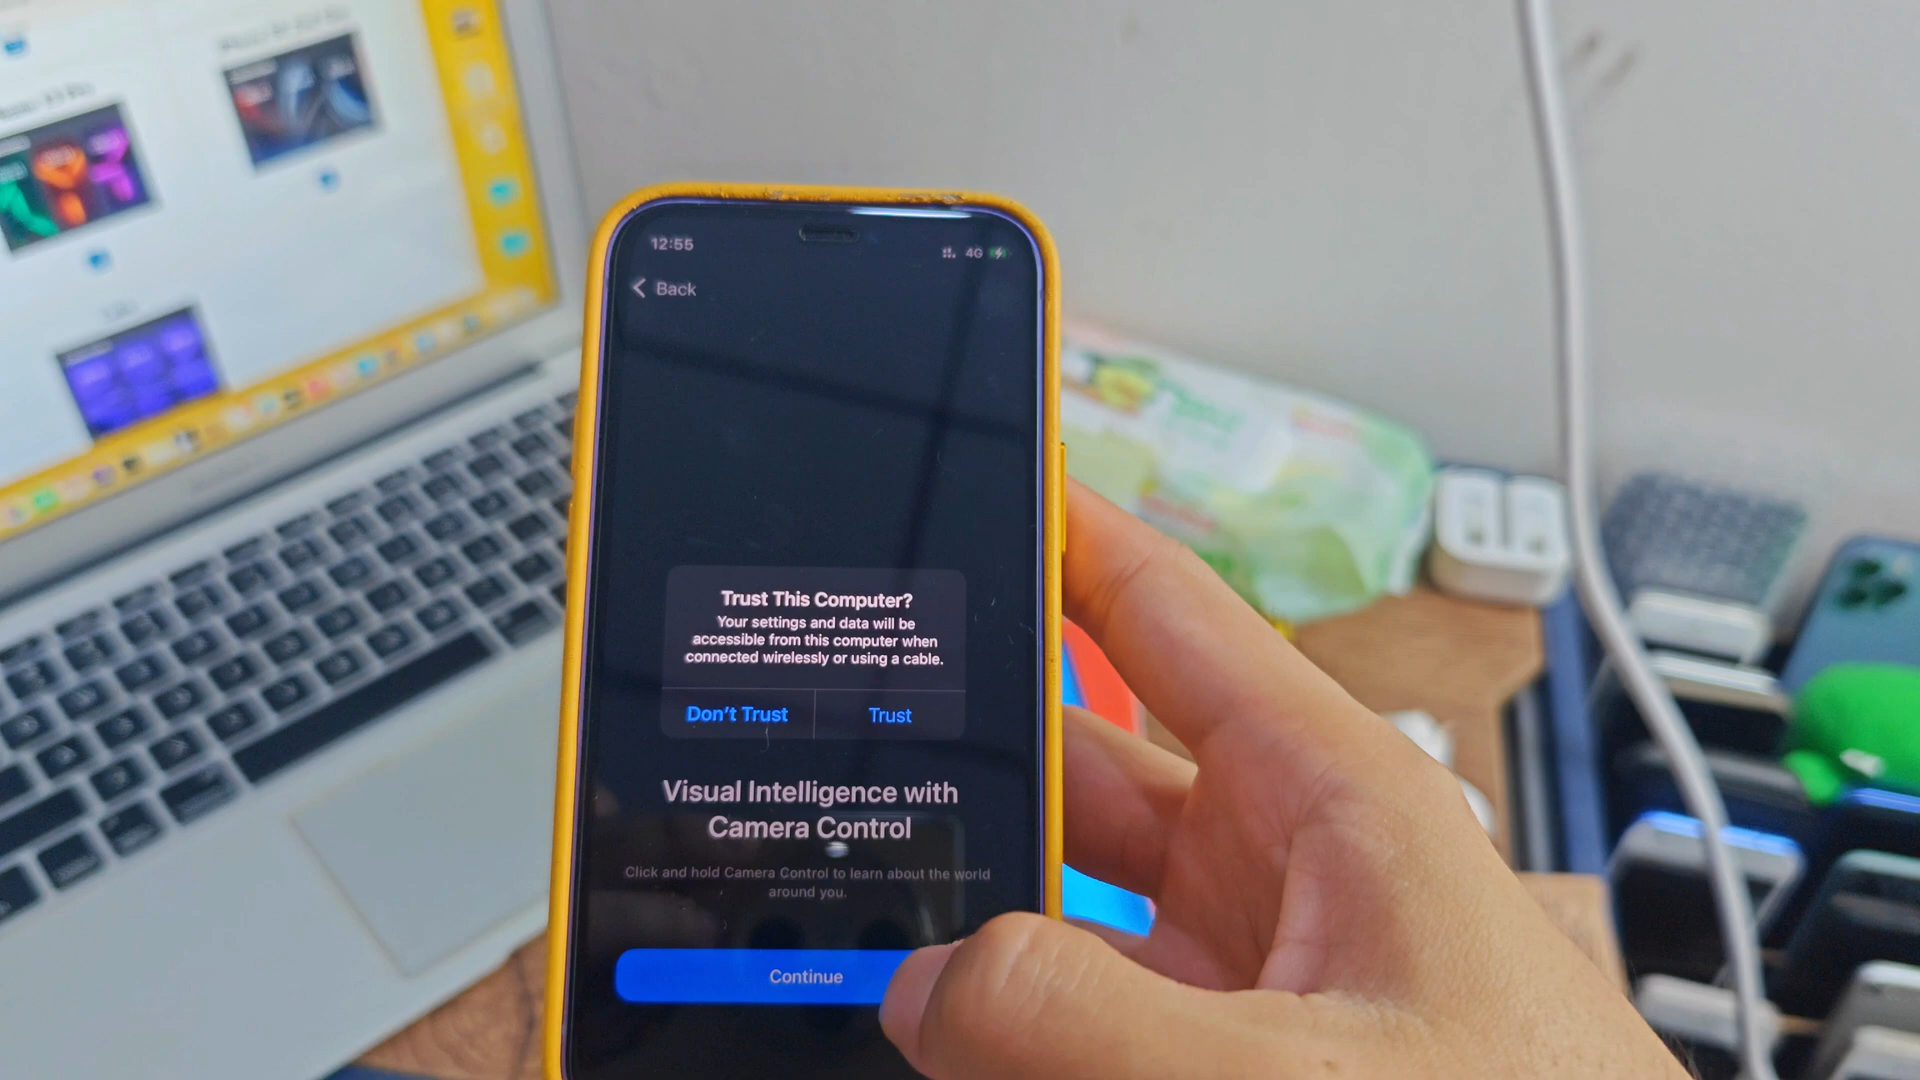 12:55
4G
Back
Trust This Computer?
Your settings and data will be
accessible from this computer when
connected wirelessly or using a cable.
Don't Trust
Trust
Visual Intelligence with
Camera Control
Click and hold Camera Control to learn about the world
around you.
Continue